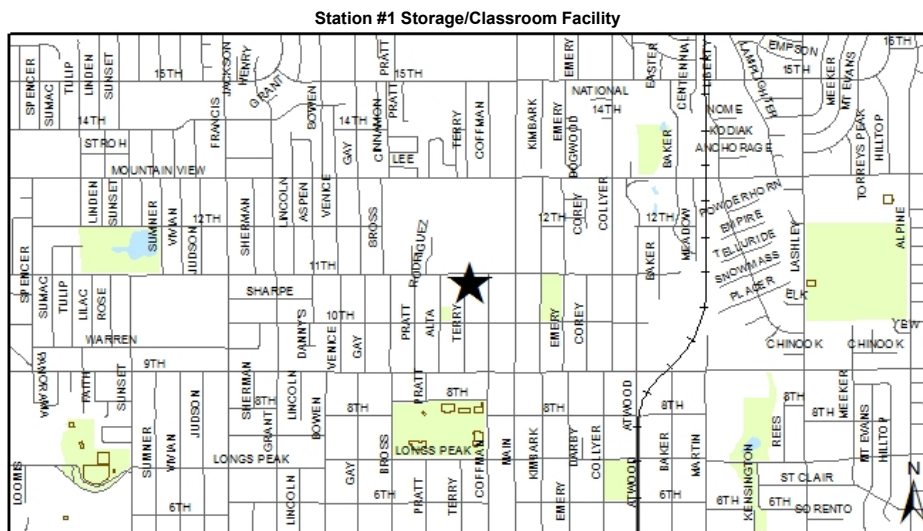 Station #1 Storage/Classroom Facility
SPENCER
SUMAC
TULIP
LINDEN
SUNSET
15TH
JACKSON
HENRY
GRANT
BOWEN
PRATT
15TH
EMERY
EASTER
CENTENNIAL
LIBERTY
LAMPLIGHTER
EMPSON
15TH
15TH
MEEKER
MT EVANS
NATIONAL
14TH
14TH
STROH
FRANCIS
14TH
GAY
CINNAMON
PRATT
LEE
TERRY
COFFMAN
KIMBARK
EMERY
DOGWOOD
BAKER
NOME
KODIAK
ANCHORAGE
TORREYS PEAK
HILLTOP
MOUNTAIN VIEW
LINDEN
SUNSET
SUMNER
VIVIAN
JUDSON
12TH
SHERMAN
LINCOLN
ASPEN
VENICE
BROSS
12TH
COREY
COLLYER
12TH
BAKER
MEADOW
POWDERHORN
EMPIRE
TELLURIDE
SNOWMASS
PLACER
LASHLEY
ALPINE
SPENCER
11TH
RODRIGUEZ
SUMAC
TULIP
LILAC
ROSE
SHARPE
10TH
DANNY'S
VENICE
GAY
PRATT
ALTA
TERRY
EMERY
COREY
ELK
YEW
WARREN
CHINOOK
CHINOOK
9TH
PANORAMA
FAITH
SUNSET
JUDSON
SHERMAN
8TH
GRANT
LINCOLN
BOWEN
8TH
PRATT
8TH
8TH
ATWOOD
8TH
8TH
REES
8TH
MEEKER
MT EVANS
HILLTOP
LOOMIS
SUMNER
VIVIAN
LONGS PEAK
GAY
BROSS
LONGS PEAK
COFFMAN
MAIN
KIMBARK
DARBY
COLLYER
ATWOOD
BAKER
MARTIN
KENSINGTON
ST CLAIR
N
6TH
LINCOLN
6TH
PRATT
TERRY
EMERY
6TH
6TH
6TH
SORRENTO